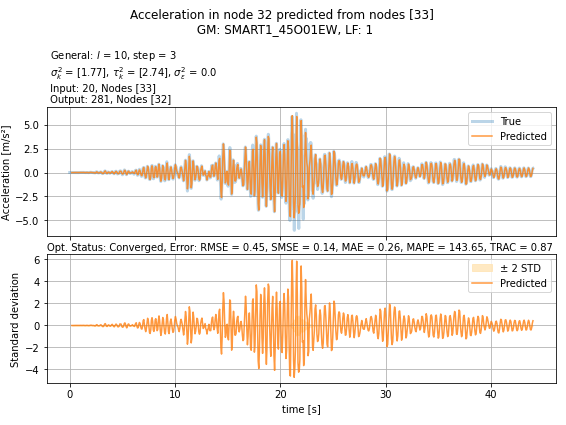 Acceleration in node 32 predicted from nodes [33]
GM: SMART1_45O01EW, LF: 1
General: l = 10, step = 3
σ²ₖ = [1.77], τ²ₖ = [2.74], σ²ε = 0.0
Input: 20, Nodes [33]
Output: 281, Nodes [32]
Acceleration [m/s²]
5.0
2.5
0.0
−2.5
−5.0
True
Predicted
Opt. Status: Converged, Error: RMSE = 0.45, SMSE = 0.14, MAE = 0.26, MAPE = 143.65, TRAC = 0.87
Standard deviation
6
4
2
0
−2
−4
± 2 STD
Predicted
0 10 20 30 40
time [s]